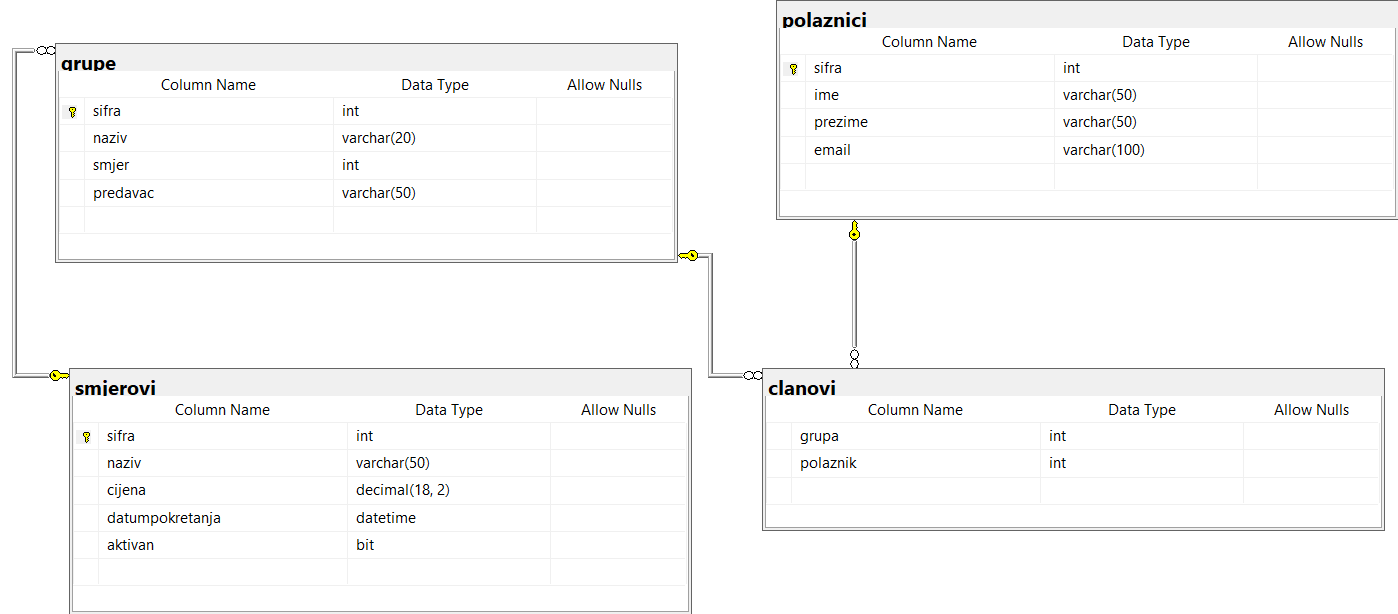 grupe
Column Name Data Type Allow Nulls
sifra int
naziv varchar(20)
smjer int
predavac varchar(50)
polaznici
Column Name Data Type Allow Nulls
sifra int
ime varchar(50)
prezime varchar(50)
email varchar(100)
smjerovi
Column Name Data Type Allow Nulls
sifra int
naziv varchar(50)
cijena decimal(18, 2)
datumpokretanja datetime
aktivan bit
clanovi
Column Name Data Type Allow Nulls
grupa int
polaznik int